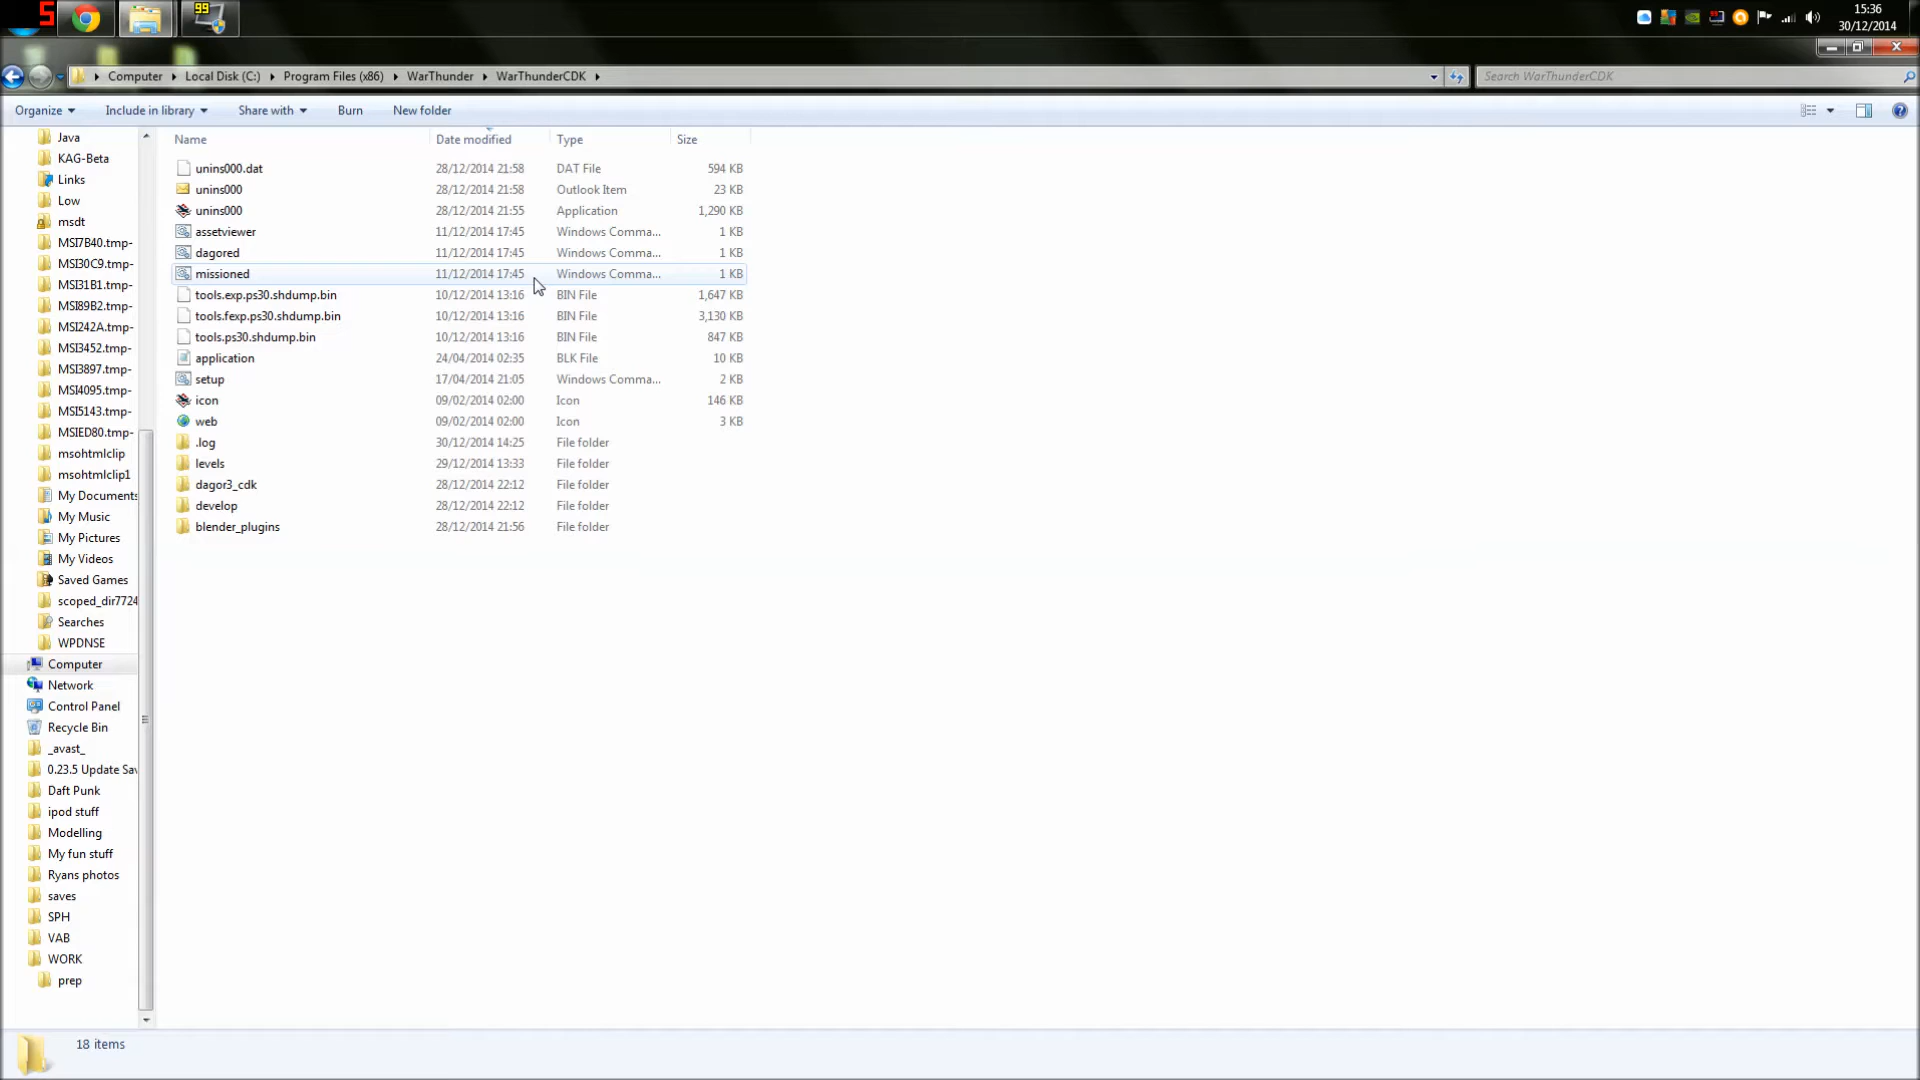 5
99
15:36
30/12/2014
Computer Local Disk (C:) Program Files (x86) WarThunder WarThunderCDK
Search WarThunderCDK
Organize Include in library Share with Burn New folder
Name Date modified Type Size
unins000.dat 28/12/2014 21:58 DAT File 594 KB
unins000 28/12/2014 21:58 Outlook Item 23 KB
unins000 28/12/2014 21:55 Application 1,290 KB
assetviewer 11/12/2014 17:45 Windows Comma... 1 KB
dagored 11/12/2014 17:45 Windows Comma... 1 KB
missioned 11/12/2014 17:45 Windows Comma... 1 KB
tools.exp.ps30.shdump.bin 10/12/2014 13:16 BIN File 1,647 KB
tools.fexp.ps30.shdump.bin 10/12/2014 13:16 BIN File 3,130 KB
tools.ps30.shdump.bin 10/12/2014 13:16 BIN File 847 KB
application 24/04/2014 02:35 BLK File 10 KB
setup 17/04/2014 21:05 Windows Comma... 2 KB
icon 09/02/2014 02:00 Icon 146 KB
web 09/02/2014 02:00 Icon 3 KB
.log 30/12/2014 14:25 File folder
levels 29/12/2014 13:33 File folder
dagor3_cdk 28/12/2014 22:12 File folder
develop 28/12/2014 22:12 File folder
blender_plugins 28/12/2014 21:56 File folder
Java
KAG-Beta
Links
Low
msdt
MSI7B40.tmp-
MSI30C9.tmp-
MSI31B1.tmp-
MSI89B2.tmp-
MSI242A.tmp-
MSI3452.tmp-
MSI3897.tmp-
MSI4095.tmp-
MSI5143.tmp-
MSIED80.tmp-
msohtmlclip
msohtmlclip1
My Documents
My Music
My Pictures
My Videos
Saved Games
scoped_dir7724
Searches
WPDNSE
Computer
Network
Control Panel
Recycle Bin
_avast_
0.23.5 Update Sav
Daft Punk
ipod stuff
Modelling
My fun stuff
Ryans photos
saves
SPH
VAB
WORK
prep
18 items